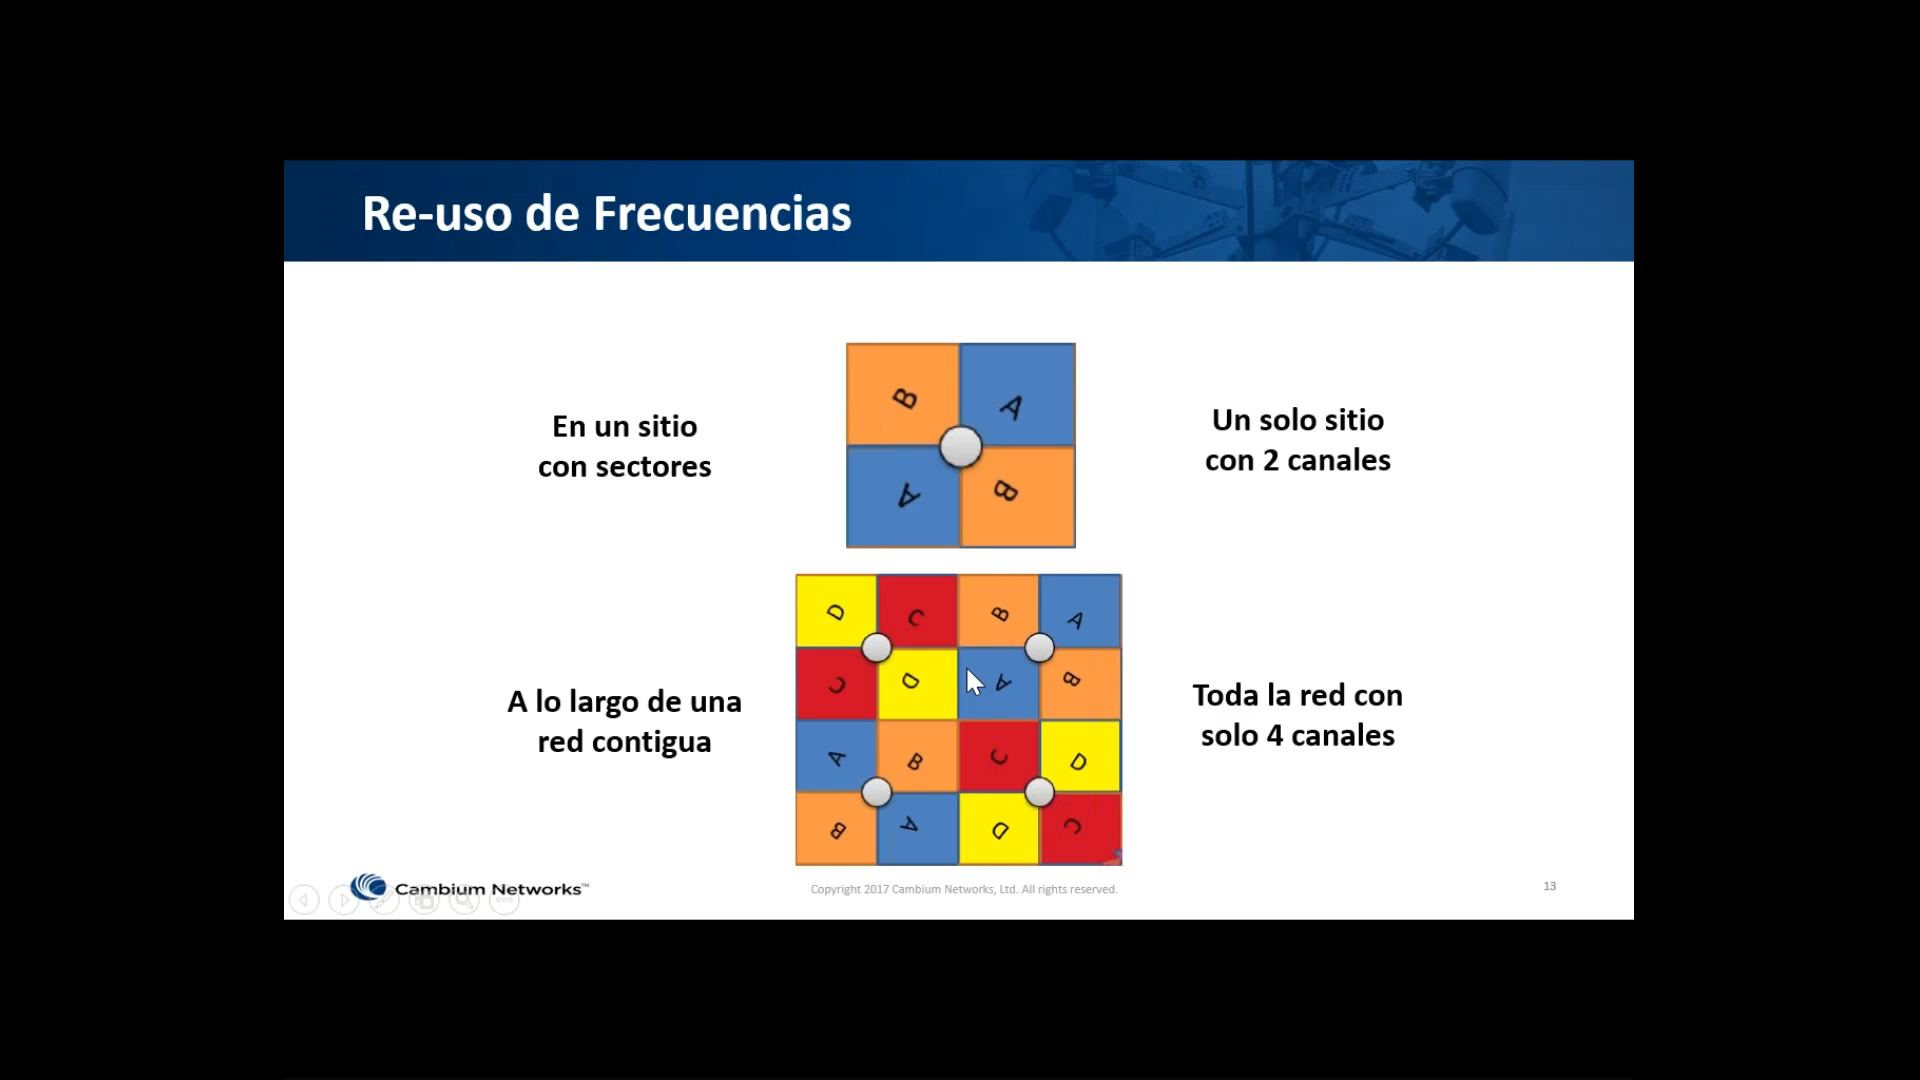 Re-uso de Frecuencias
En un sitio
con sectores
B A
A B
Un solo sitio
con 2 canales
A lo largo de una
red contigua
D C B A
C D A B
A B C D
B A D C
Toda la red con
solo 4 canales
Cambium Networks™
Copyright 2017 Cambium Networks, Ltd. All rights reserved.
13